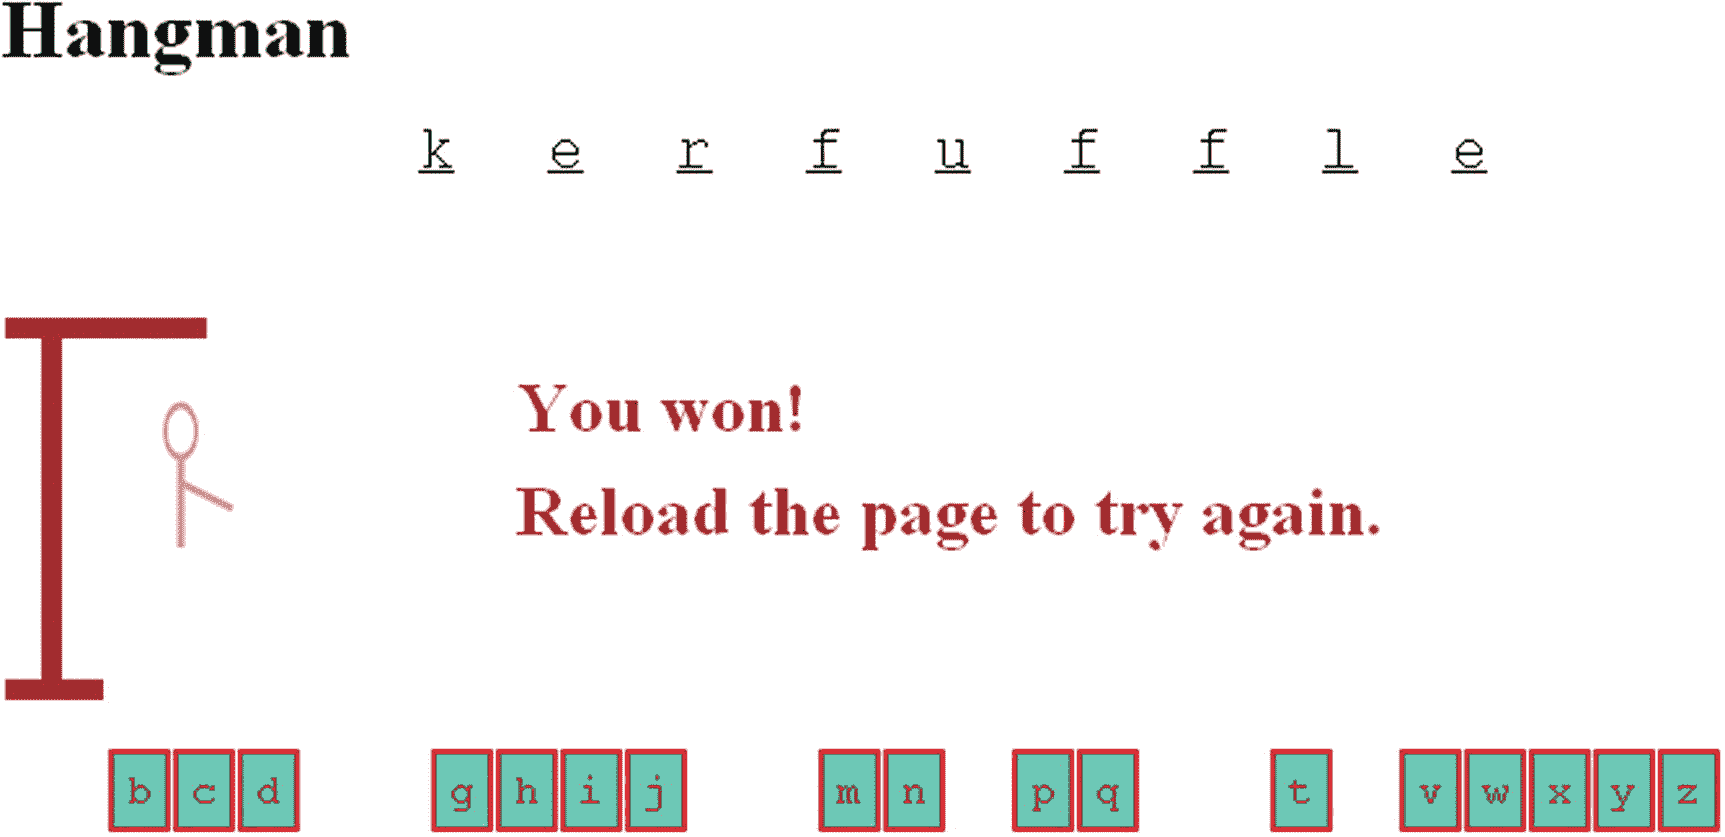 Hangman
k e r f u f f l e
You won!
Reload the page to try again.
b c d g h i j m n p q t v w x y z